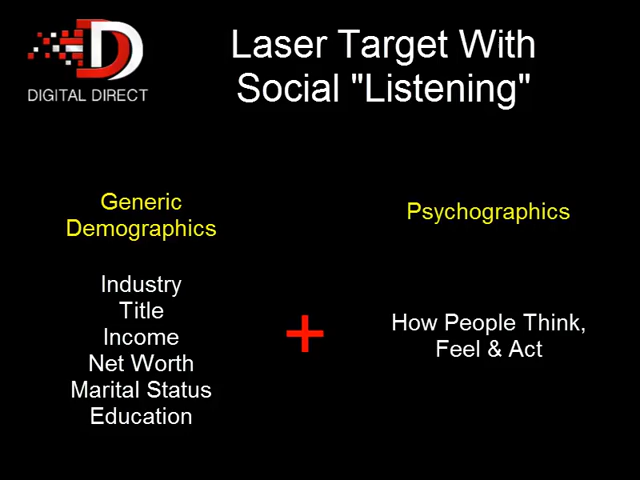 DIGITAL DIRECT
Laser Target With
Social "Listening"
Generic
Demographics
Industry
Title
Income
Net Worth
Marital Status
Education
+
Psychographics
How People Think,
Feel & Act